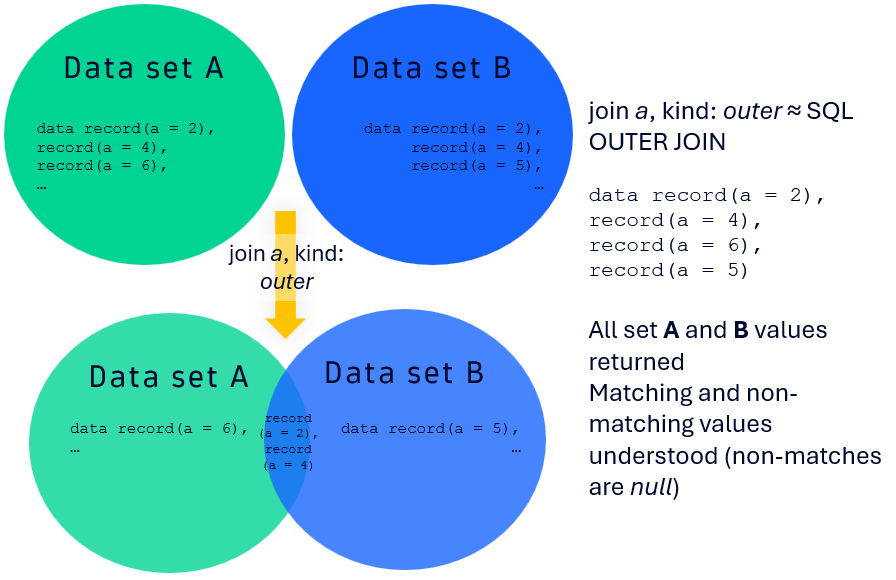 Data set A
data record(a = 2),
record(a = 4),
record(a = 6),
…
Data set B
data record(a = 2),
record(a = 4),
record(a = 5),
…
join a, kind:
outer
Data set A
data record(a = 6),
…
record
(a = 2),
record
(a = 4)
Data set B
data record(a = 5),
…
join a, kind: outer ≈ SQL
OUTER JOIN
data record(a = 2),
record(a = 4),
record(a = 6),
record(a = 5)
All set A and B values
returned
Matching and non-
matching values
understood (non-matches
are null)